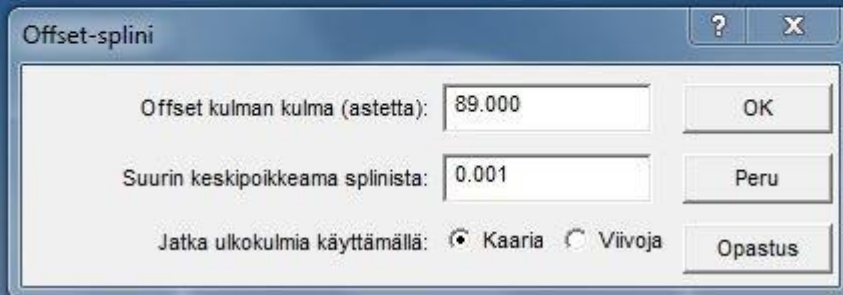 Offset-splini ? X
Offset kulman kulma (astetta): 89.000 OK
Suurin keskipoikkeama splinista: 0.001 Peru
Jatka ulkokulmia käyttämällä: Kaaria Viivoja Opastus